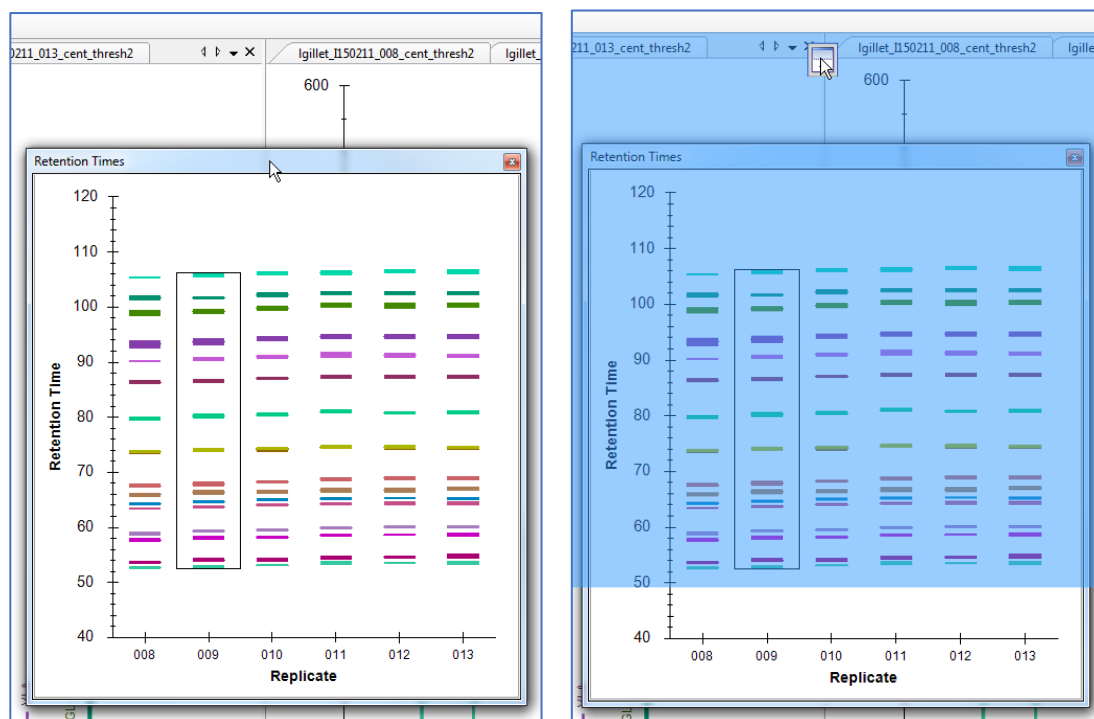 0211_013_cent_thresh2
lgillet_I150211_008_cent_thresh2
lgillet_
600
Retention Times
120
110
100
90
80
70
60
50
40
Retention Time
008 009 010 011 012 013
Replicate
GL
211_013_cent_thresh2
lgillet_I150211_008_cent_thresh2
lgille
600
Retention Times
120
110
100
90
80
70
60
50
40
Retention Time
008 009 010 011 012 013
Replicate
GL